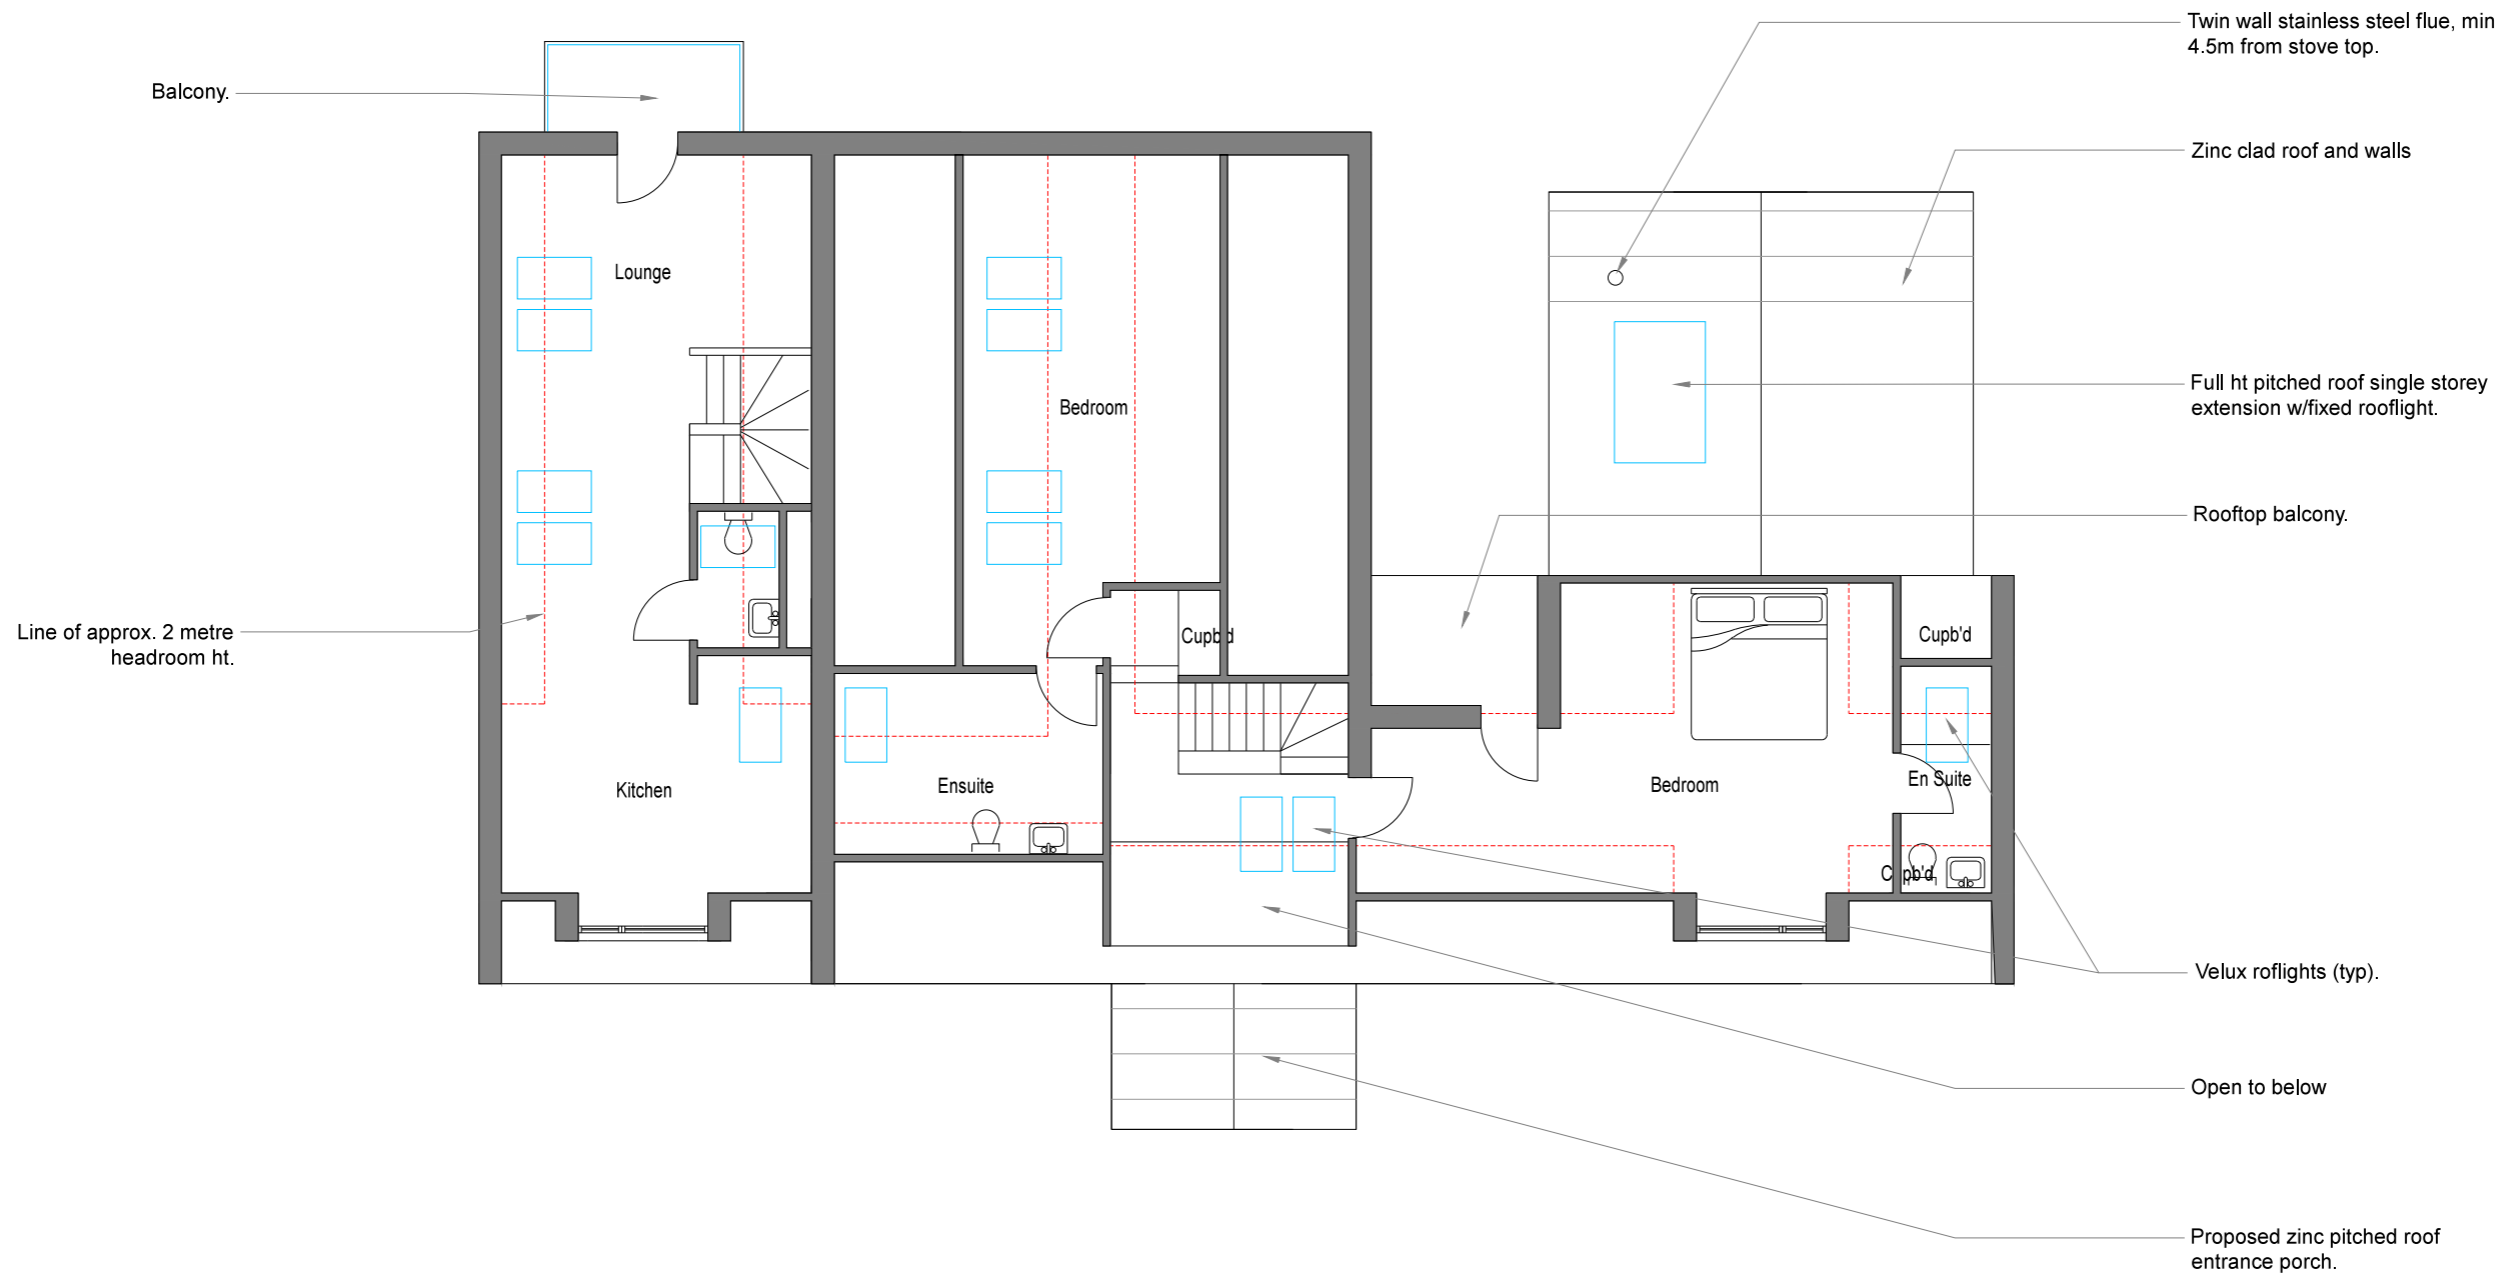 Twin wall stainless steel flue, min
4.5m from stove top.
Balcony.
Zinc clad roof and walls
Lounge
Full ht pitched roof single storey
extension w/fixed rooflight.
Bedroom
Rooftop balcony.
Line of approx. 2 metre
headroom ht.
Cupb'd
Cupb'd
Kitchen
Ensuite
Bedroom
En Suite
Cupb'd
Velux roflights (typ).
Open to below
Proposed zinc pitched roof
entrance porch.